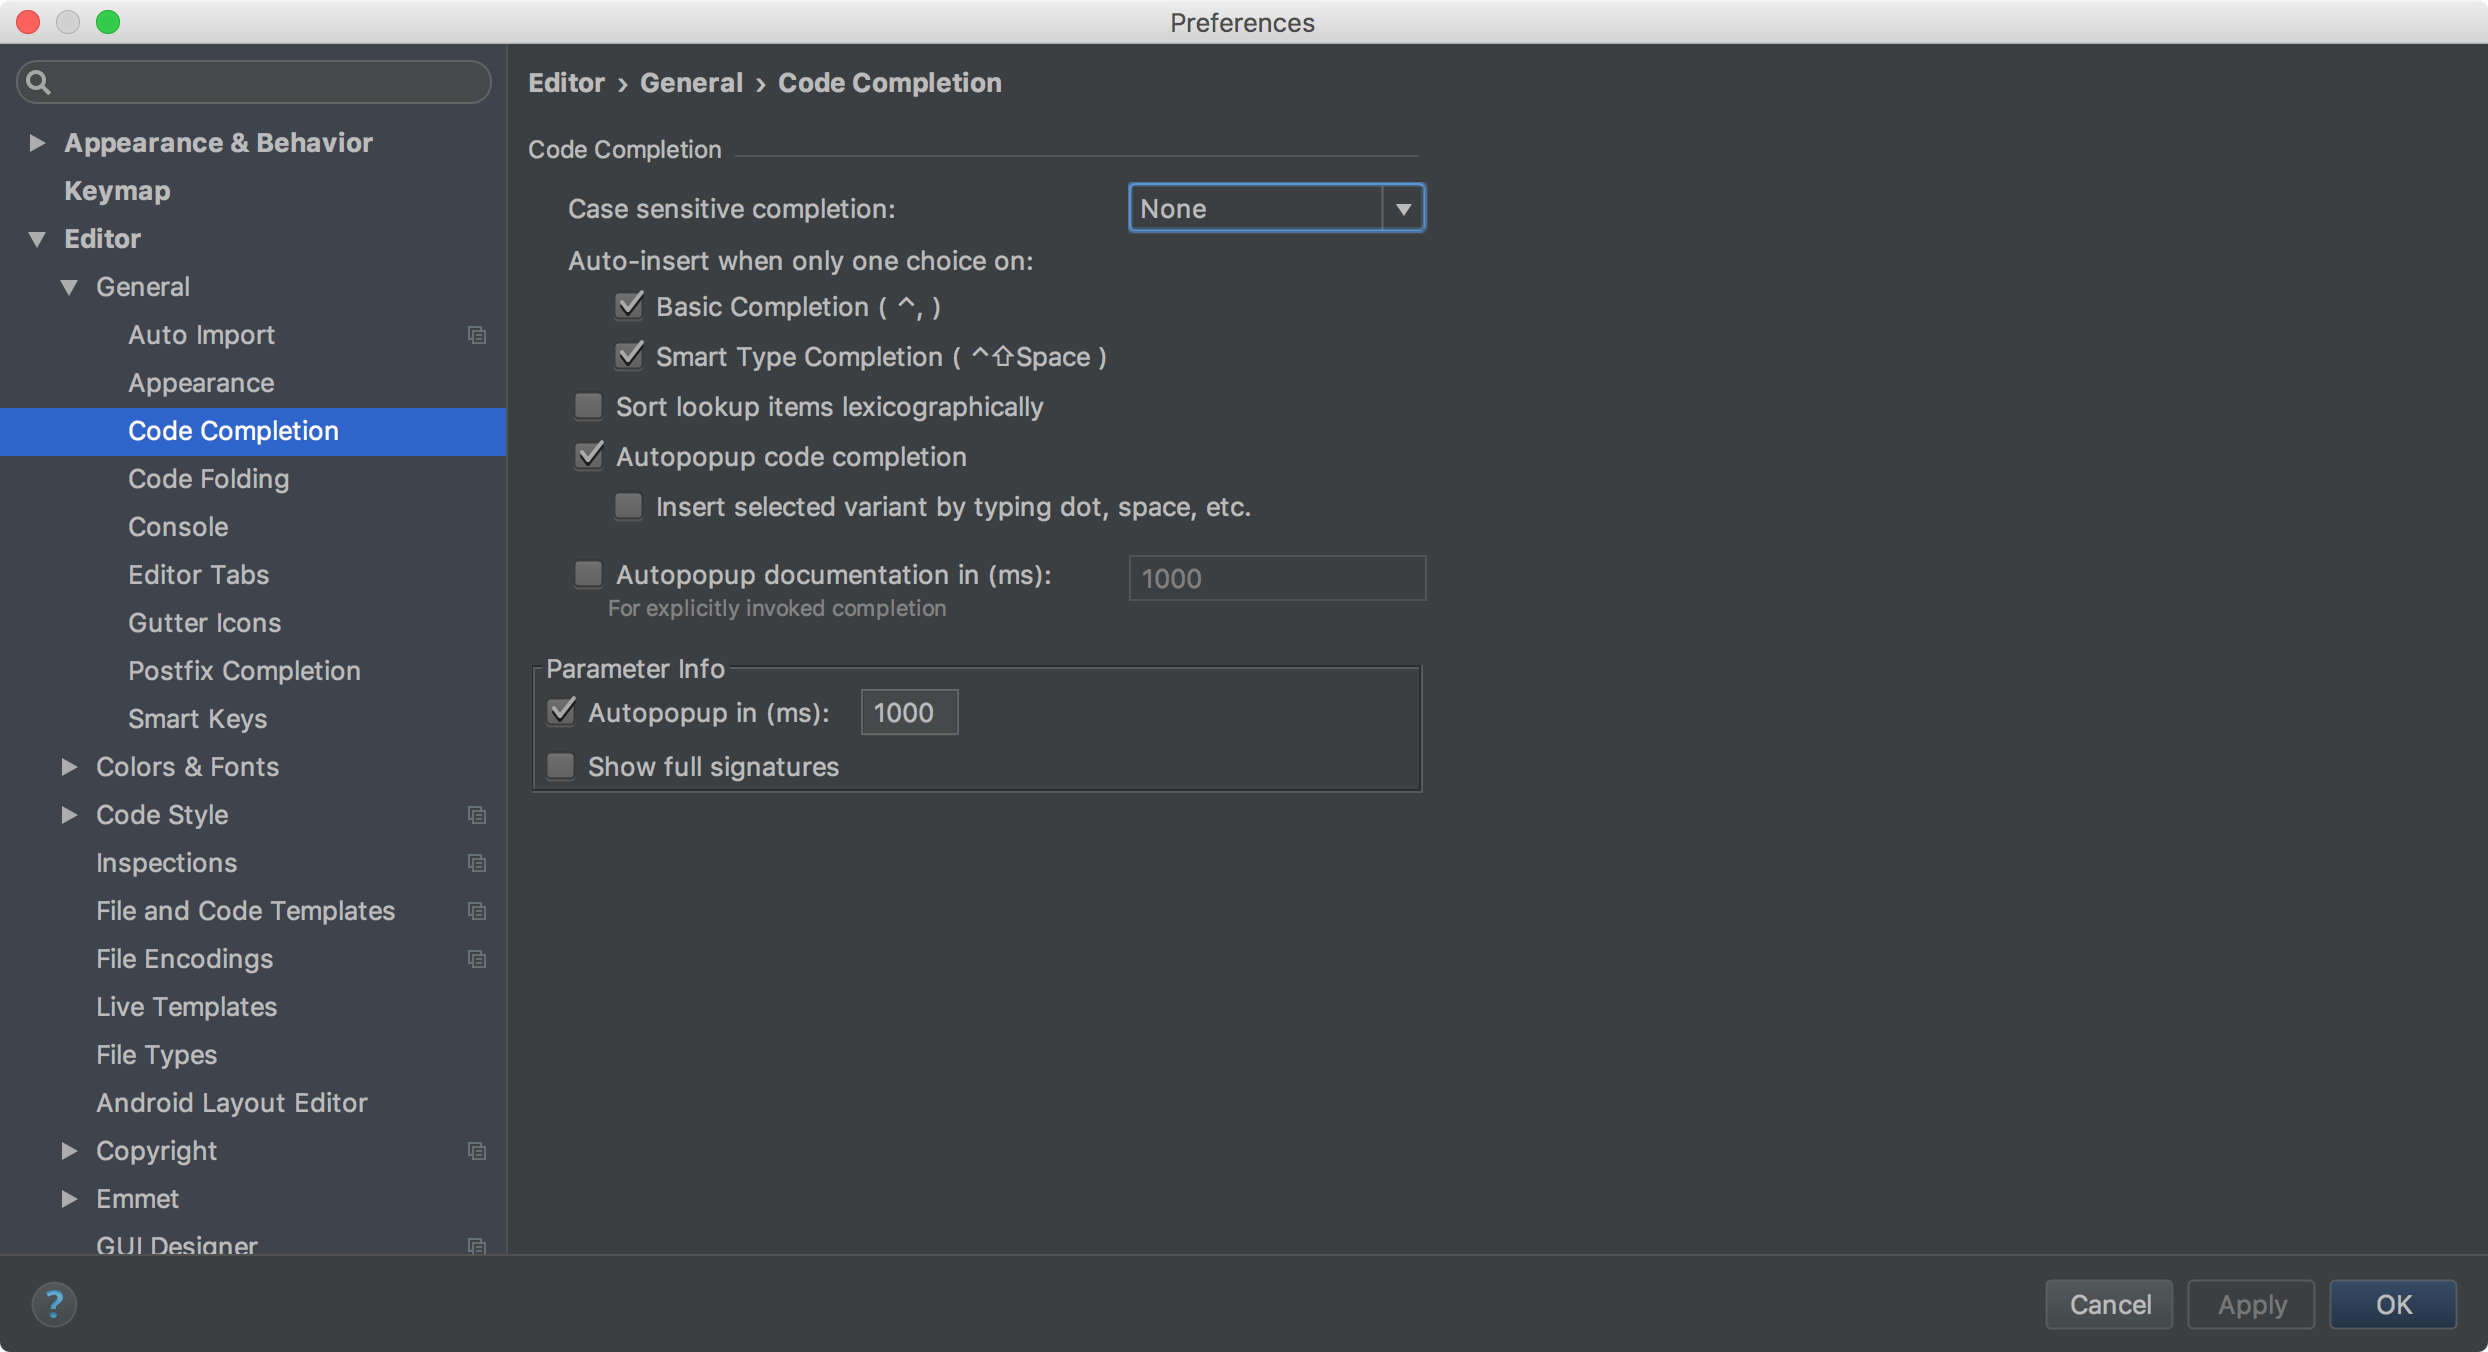 Preferences
Appearance & Behavior
Keymap
Editor
General
Auto Import
Appearance
Code Completion
Code Folding
Console
Editor Tabs
Gutter Icons
Postfix Completion
Smart Keys
Colors & Fonts
Code Style
Inspections
File and Code Templates
File Encodings
Live Templates
File Types
Android Layout Editor
Copyright
Emmet
GUI Designer
Editor › General › Code Completion
Code Completion
Case sensitive completion: None
Auto-insert when only one choice on:
Basic Completion ( ^, )
Smart Type Completion ( ^⇧Space )
Sort lookup items lexicographically
Autopopup code completion
Insert selected variant by typing dot, space, etc.
Autopopup documentation in (ms): 1000
For explicitly invoked completion
Parameter Info
Autopopup in (ms): 1000
Show full signatures
? Cancel Apply OK